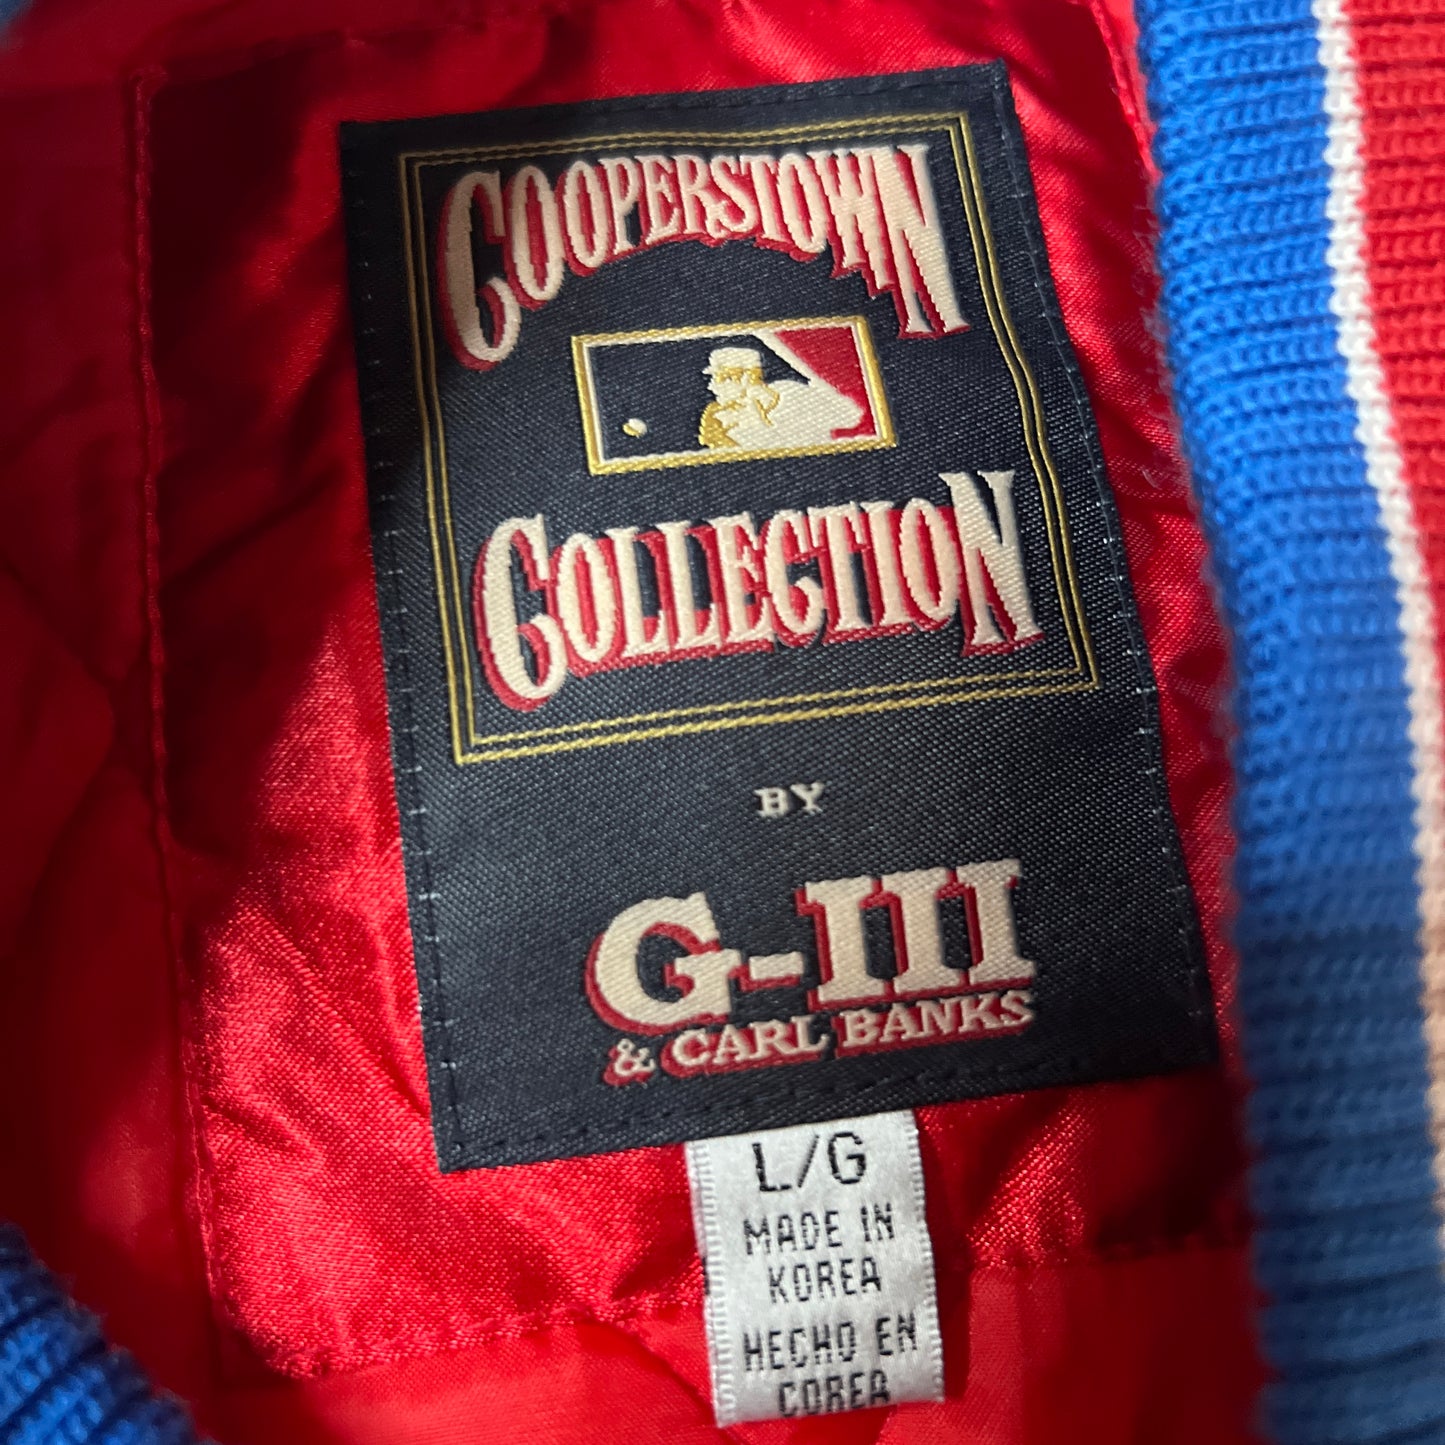 COOPERSTOWN
COLLECTION
BY
G-III
& CARL BANKS
L/G
MADE IN
KOREA
HECHO EN
COREA